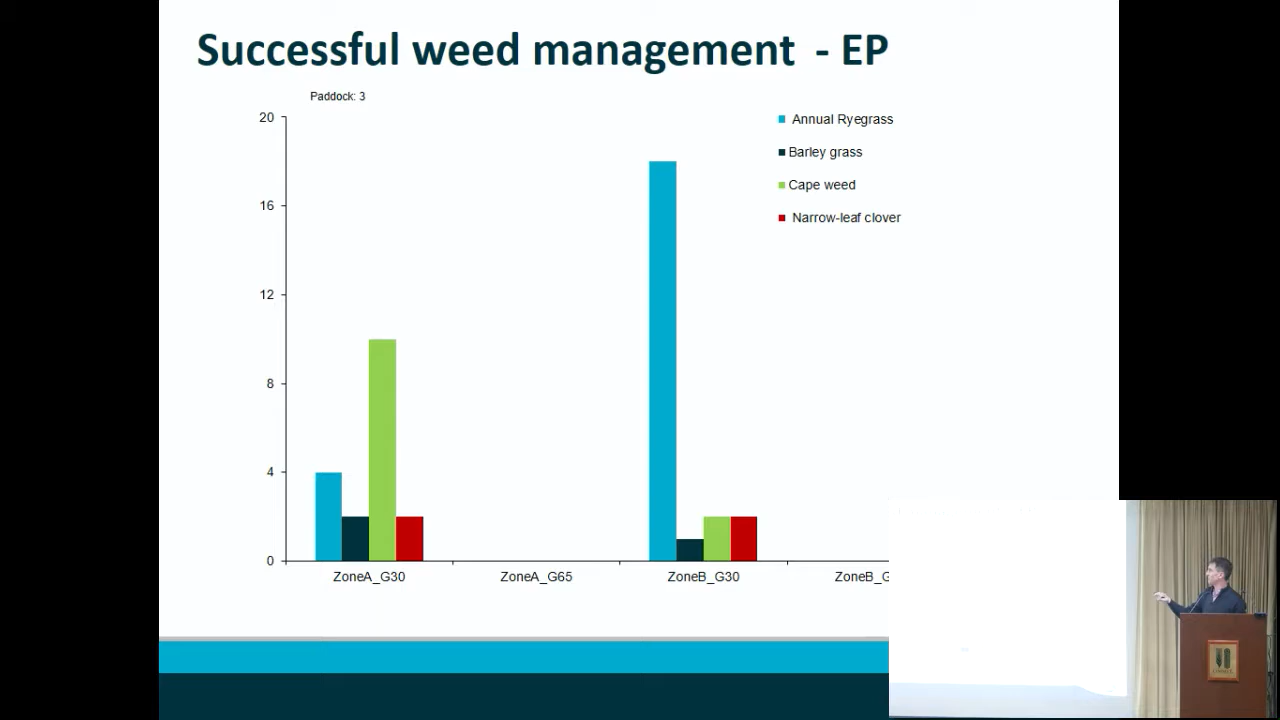 Successful weed management - EP
Paddock: 3
20
16
12
8
4
0
Annual Ryegrass
Barley grass
Cape weed
Narrow-leaf clover
ZoneA_G30
ZoneA_G65
ZoneB_G30
ZoneB_G